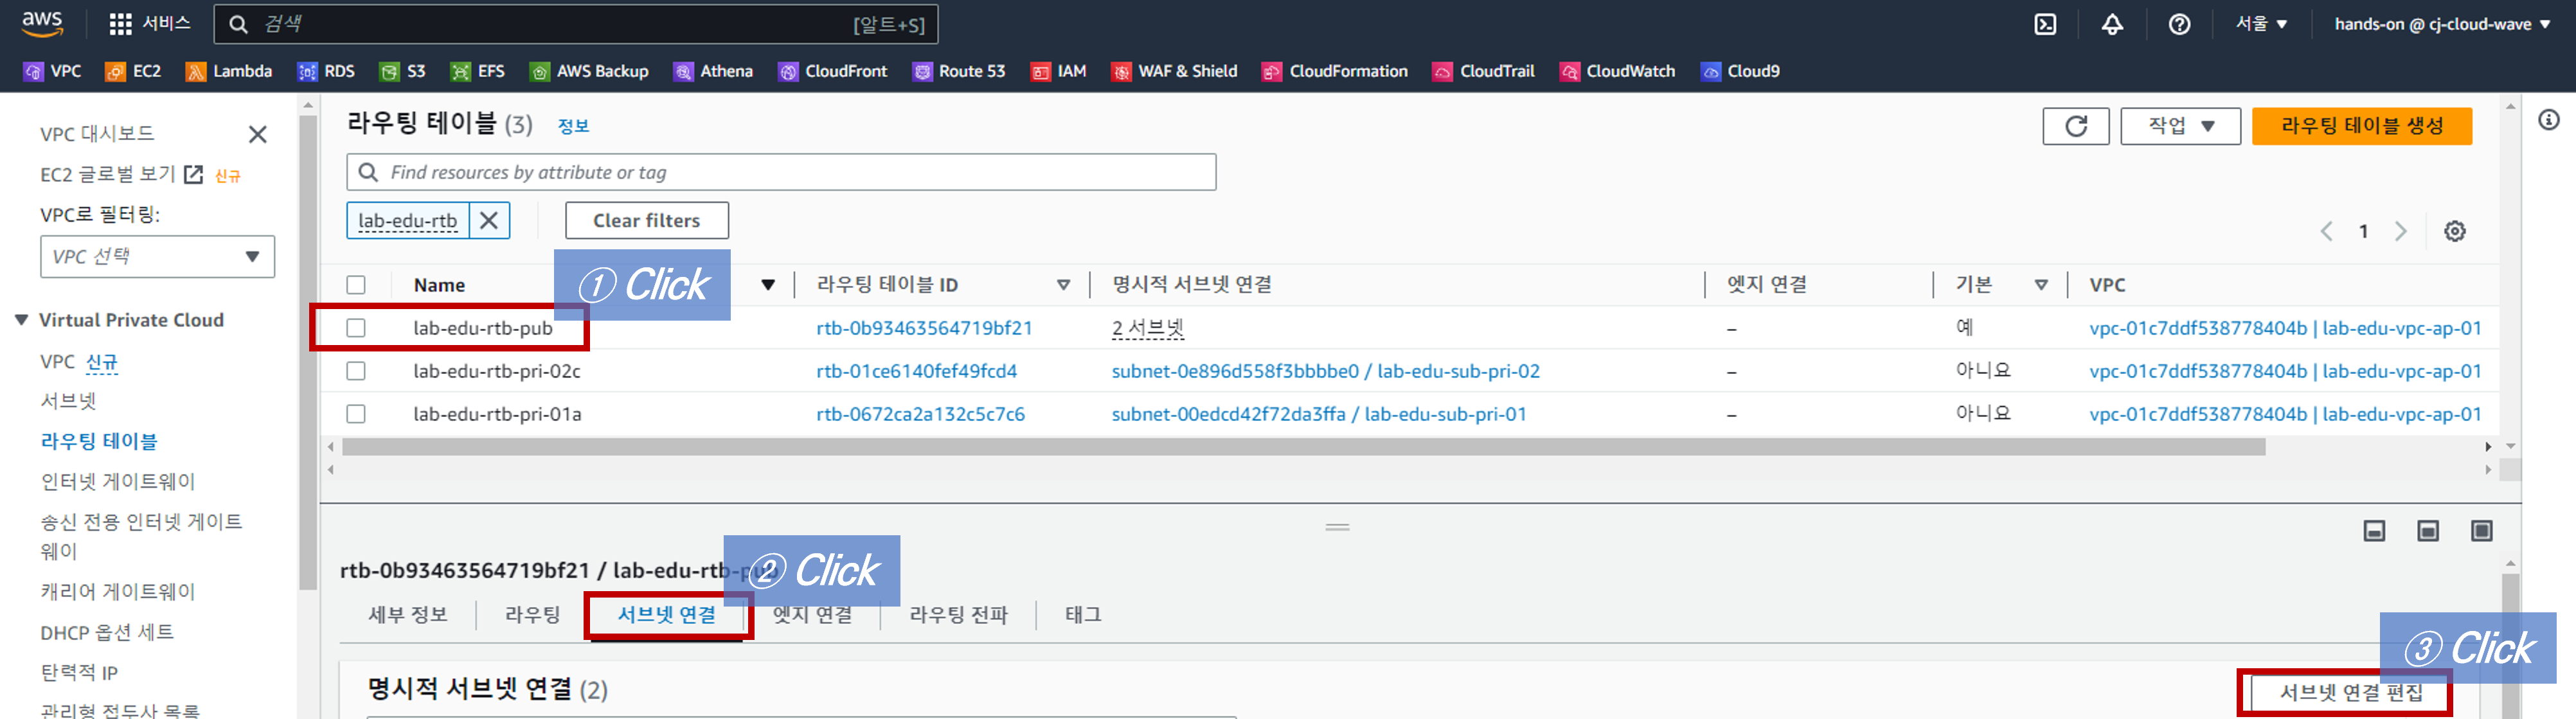 aws 서비스 검색 [알트+S] 서울 ▼ hands-on @ cj-cloud-wave ▼
VPC EC2 Lambda RDS S3 EFS AWS Backup Athena CloudFront Route 53 IAM WAF & Shield CloudFormation CloudTrail CloudWatch Cloud9
VPC 대시보드
EC2 글로벌 보기 신규
VPC로 필터링:
VPC 선택
Virtual Private Cloud
VPC 신규
서브넷
라우팅 테이블
인터넷 게이트웨이
송신 전용 인터넷 게이트
웨이
캐리어 게이트웨이
DHCP 옵션 세트
탄력적 IP
관리형 접두사 목록
라우팅 테이블 (3) 정보
작업 ▼ 라우팅 테이블 생성
Find resources by attribute or tag
lab-edu-rtb Clear filters
1
① Click
Name 라우팅 테이블 ID 명시적 서브넷 연결 엣지 연결 기본 VPC
lab-edu-rtb-pub rtb-0b93463564719bf21 2 서브넷 – 예 vpc-01c7ddf538778404b | lab-edu-vpc-ap-01
lab-edu-rtb-pri-02c rtb-01ce6140fef49fcd4 subnet-0e896d558f3bbbbe0 / lab-edu-sub-pri-02 – 아니요 vpc-01c7ddf538778404b | lab-edu-vpc-ap-01
lab-edu-rtb-pri-01a rtb-0672ca2a132c5c7c6 subnet-00edcd42f72da3ffa / lab-edu-sub-pri-01 – 아니요 vpc-01c7ddf538778404b | lab-edu-vpc-ap-01
rtb-0b93463564719bf21 / lab-edu-rtb-pub
② Click
세부 정보 라우팅 서브넷 연결 엣지 연결 라우팅 전파 태그
③ Click
명시적 서브넷 연결 (2)
서브넷 연결 편집